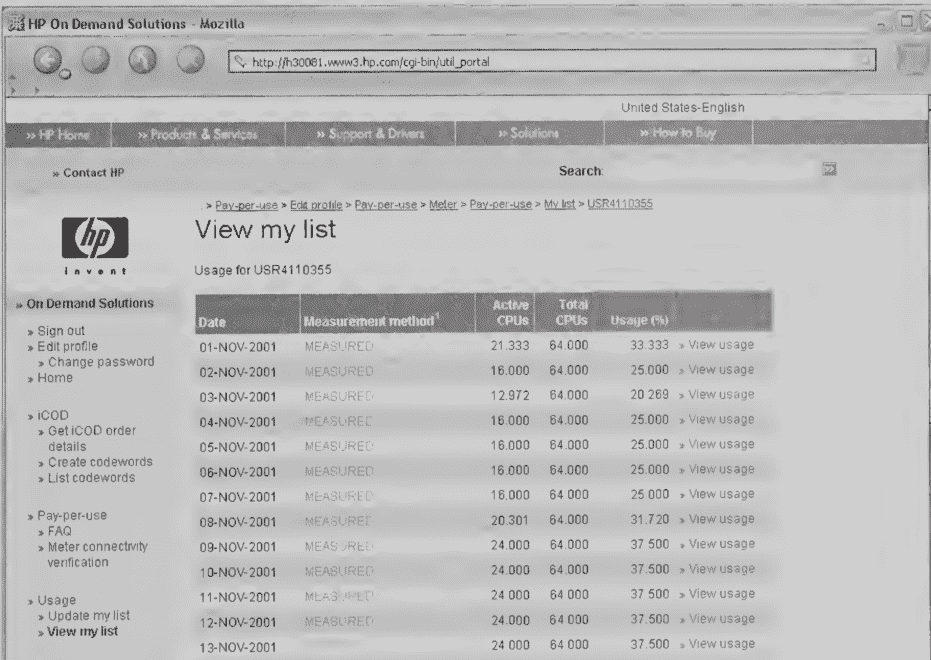 HP On Demand Solutions - Mozilla
http://h30081.www3.hp.com/cgi-bin/util_portal
United States-English
» HP Home » Products & Services » Support & Drivers » Solutions » How to Buy
» Contact HP Search:
> Pay-per-use > Edit profile > Pay-per-use > Meter > Pay-per-use > My list > USR4110355
View my list
hp
invent
Usage for USR4110355
» On Demand Solutions
» Sign out
» Edit profile
» Change password
» Home
» iCOD
» Get iCOD order
details
» Create codewords
» List codewords
» Pay-per-use
» FAQ
» Meter connectivity
verification
» Usage
» Update my list
» View my list
Date Measurement method1 Active CPUs Total CPUs Usage (%)
01-NOV-2001 MEASURED 21.333 64.000 33.333 » View usage
02-NOV-2001 MEASURED 16.000 64.000 25.000 » View usage
03-NOV-2001 MEASURED 12.972 64.000 20 269 » View usage
04-NOV-2001 MEASURED 16.000 64.000 25.000 » View usage
05-NOV-2001 MEASURED 16.000 64.000 25.000 » View usage
06-NOV-2001 MEASURED 16.000 64.000 25.000 » View usage
07-NOV-2001 MEASURED 16.000 64 000 25 000 » View usage
08-NOV-2001 MEASURED 20.301 64.000 31.720 » View usage
09-NOV-2001 MEASURED 24.000 64.000 37 500 » View usage
10-NOV-2001 MEASURED 24.000 64.000 37.500 » View usage
11-NOV-2001 MEASURED 24 000 64 000 37 500 » View usage
12-NOV-2001 MEASURED 24.000 64.000 37.500 » View usage
13-NOV-2001 24 000 64 000 37.500 » View usage